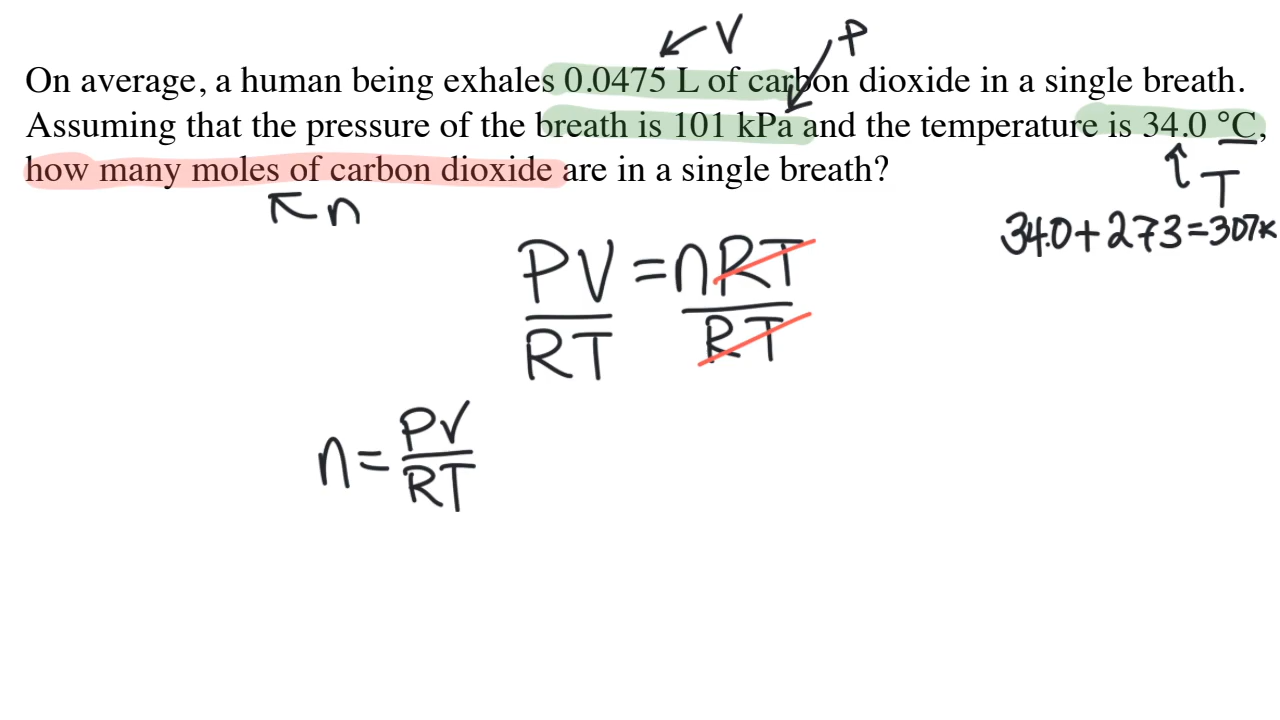 V
P
On average, a human being exhales 0.0475 L of carbon dioxide in a single breath.
Assuming that the pressure of the breath is 101 kPa and the temperature is 34.0 °C,
how many moles of carbon dioxide are in a single breath?
n
T
34.0+273=307K
PV = nRT
RT RT
n = PV
RT